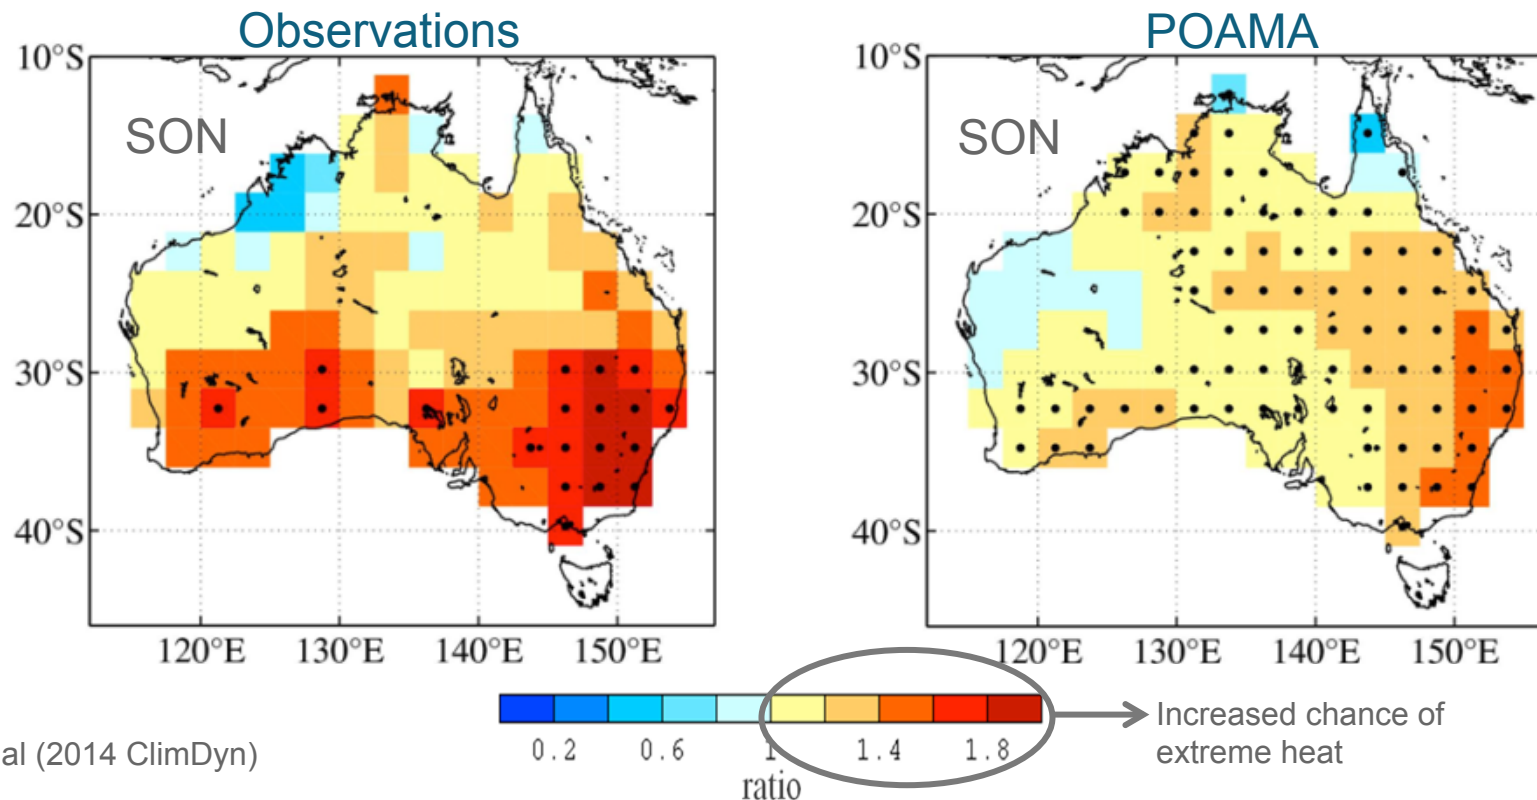 Observations
POAMA
10°S
SON
20°S
30°S
40°S
120°E 130°E 140°E 150°E
10°S
SON
20°S
30°S
40°S
120°E 130°E 140°E 150°E
0.2 0.6 1 1.4 1.8
ratio
Increased chance of
extreme heat
al (2014 ClimDyn)